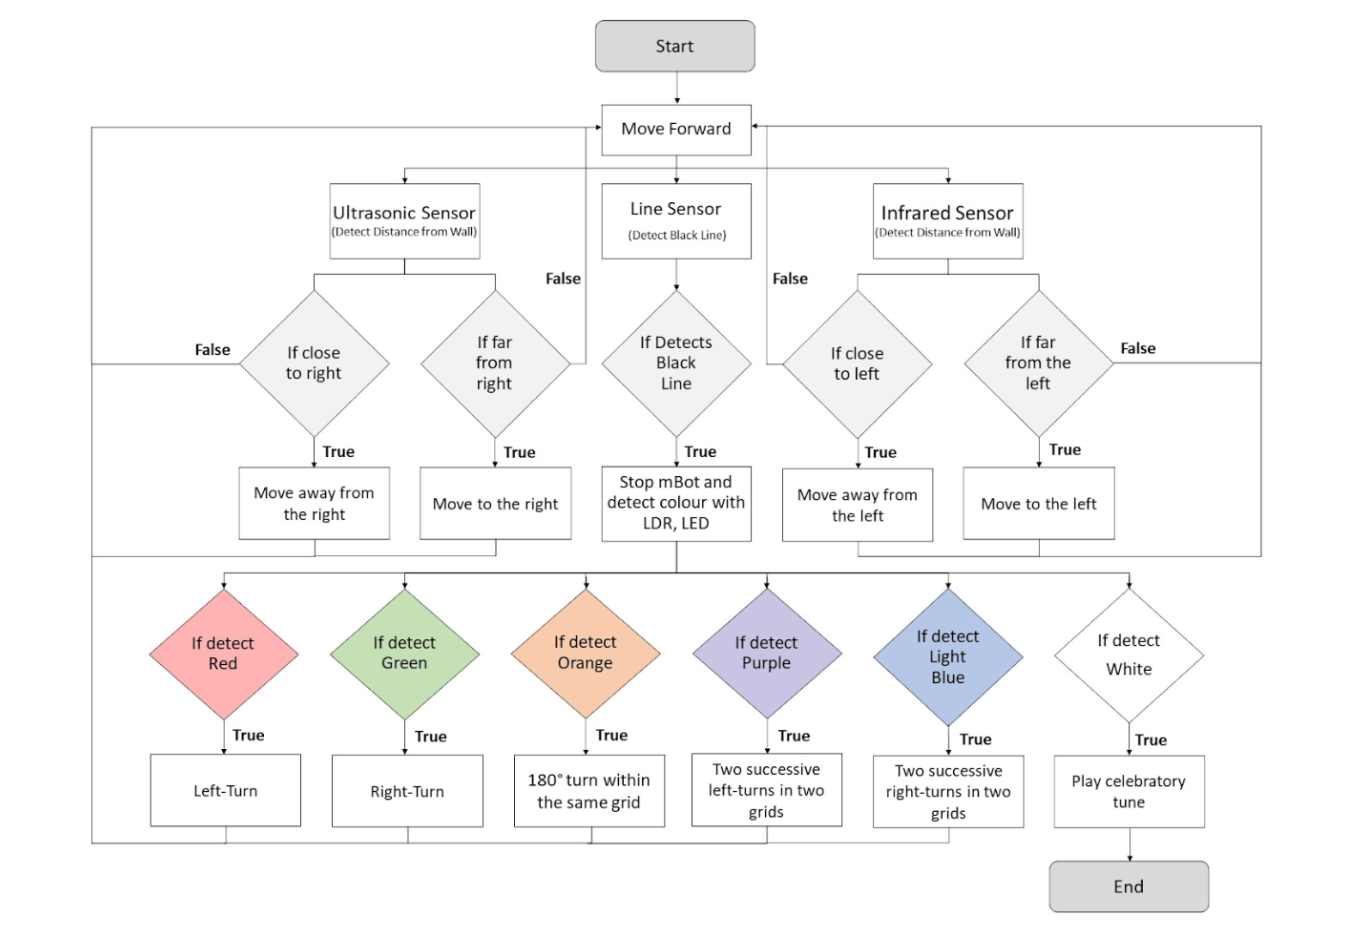 Start
Move Forward
Ultrasonic Sensor
(Detect Distance from Wall)
Line Sensor
(Detect Black Line)
Infrared Sensor
(Detect Distance from Wall)
False
False
False
False
If close
to right
If far
from
right
If Detects
Black
Line
If close
to left
If far
from the
left
True
True
True
True
True
Move away from
the right
Move to the right
Stop mBot and
detect colour with
LDR, LED
Move away from
the left
Move to the left
If detect
Red
If detect
Green
If detect
Orange
If detect
Purple
If detect
Light
Blue
If detect
White
True
True
True
True
True
True
Left-Turn
Right-Turn
180° turn within
the same grid
Two successive
left-turns in two
grids
Two successive
right-turns in two
grids
Play celebratory
tune
End